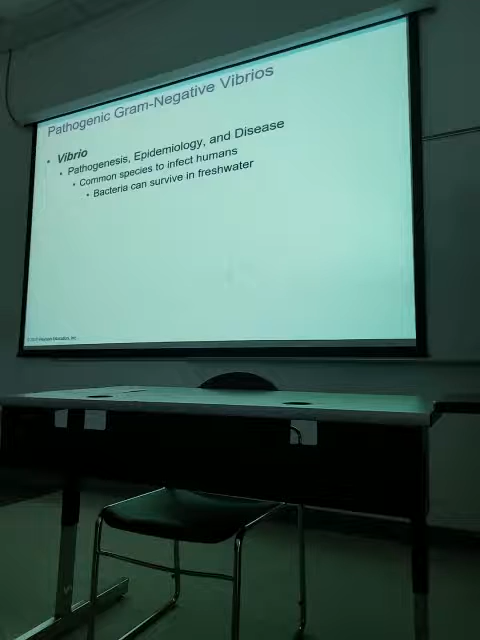 Pathogenic Gram-Negative Vibrios
• Vibrio
• Pathogenesis, Epidemiology, and Disease
• Common species to infect humans
• Bacteria can survive in freshwater